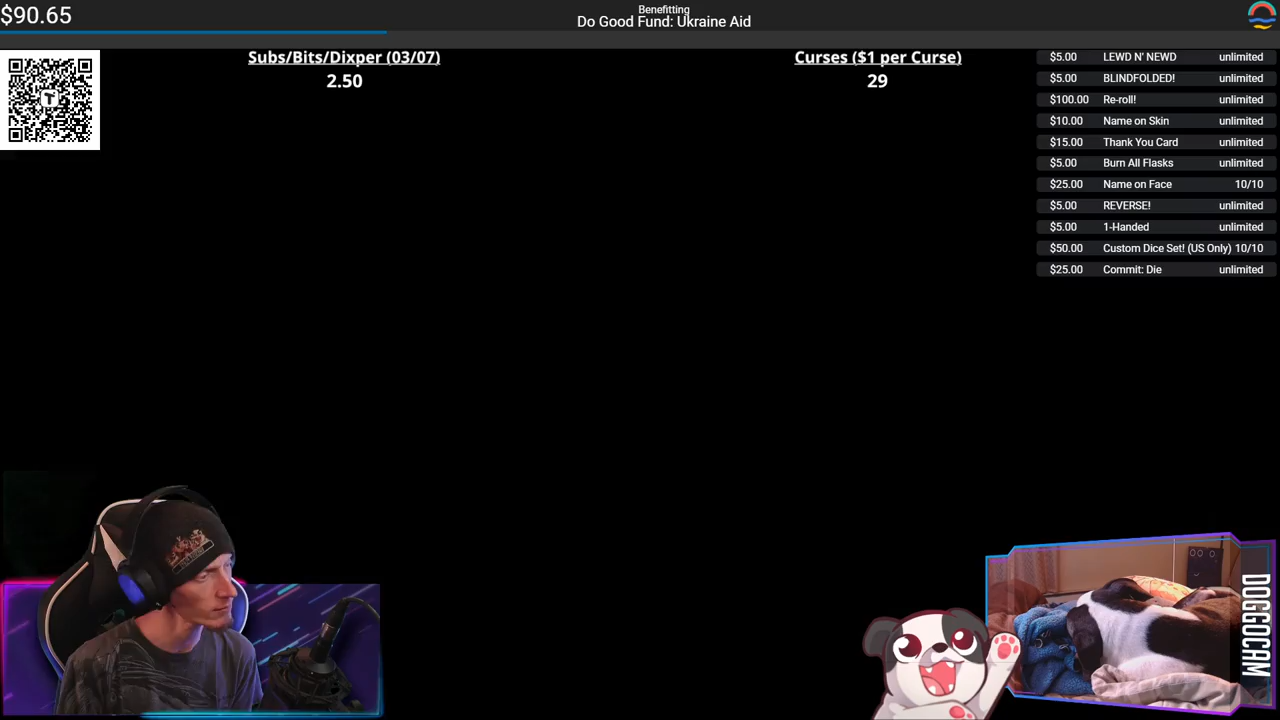 $90.65
Benefitting
Do Good Fund: Ukraine Aid
Subs/Bits/Dixper (03/07)
2.50
Curses ($1 per Curse)
29
$5.00 LEWD N' NEWD unlimited
$5.00 BLINDFOLDED! unlimited
$100.00 Re-roll! unlimited
$10.00 Name on Skin unlimited
$15.00 Thank You Card unlimited
$5.00 Burn All Flasks unlimited
$25.00 Name on Face 10/10
$5.00 REVERSE! unlimited
$5.00 1-Handed unlimited
$50.00 Custom Dice Set! (US Only) 10/10
$25.00 Commit: Die unlimited
DOGGOCAM